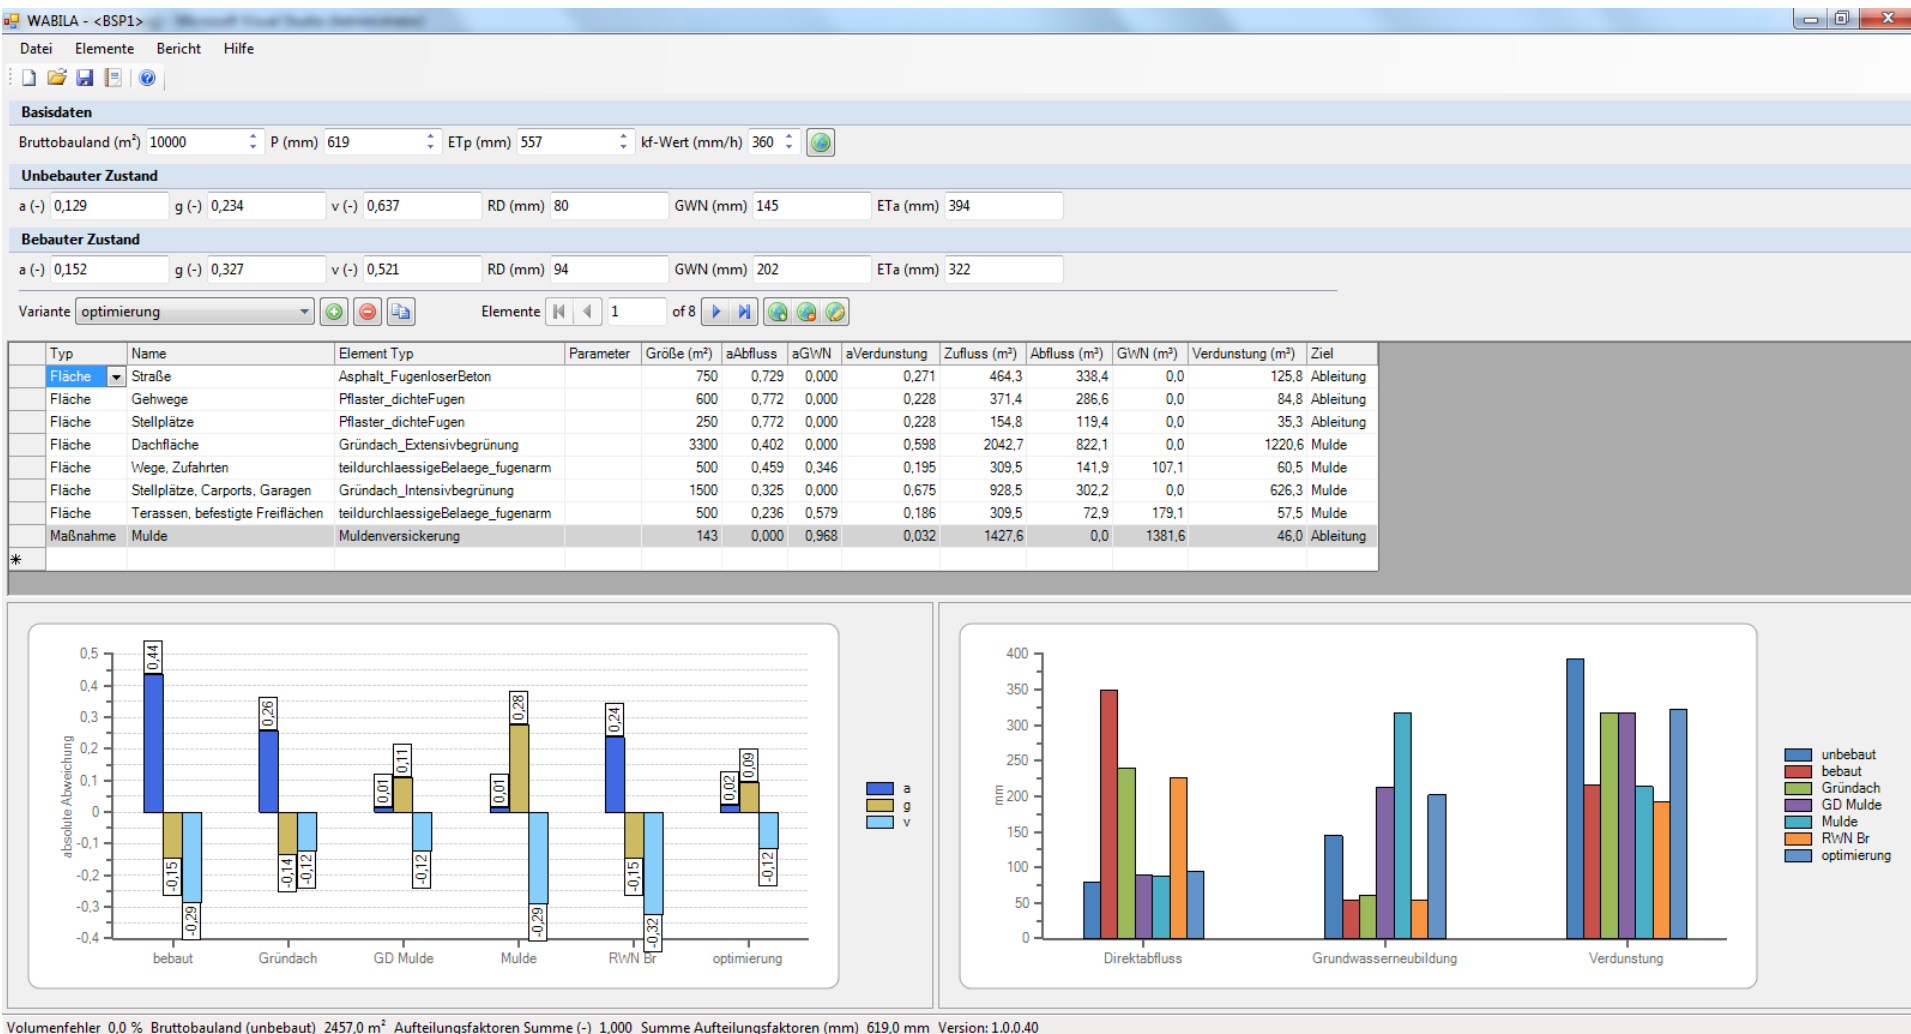 WABILA - <BSP1>
Datei Elemente Bericht Hilfe
Basisdaten
Bruttobauland (m²) 10000 P (mm) 619 ETp (mm) 557 kf-Wert (mm/h) 360
Unbebauter Zustand
a (-) 0,129 g (-) 0,234 v (-) 0,637 RD (mm) 80 GWN (mm) 145 ETa (mm) 394
Bebauter Zustand
a (-) 0,152 g (-) 0,327 v (-) 0,521 RD (mm) 94 GWN (mm) 202 ETa (mm) 322
Variante optimierung Elemente 1 of 8
Typ Name Element Typ Parameter Größe (m²) aAbfluss aGWN aVerdunstung Zufluss (m³) Abfluss (m³) GWN (m³) Verdunstung (m³) Ziel
Fläche Straße Asphalt_FugenloserBeton 750 0,729 0,000 0,271 464,3 338,4 0,0 125,8 Ableitung
Fläche Gehwege Pflaster_dichteFugen 600 0,772 0,000 0,228 371,4 286,6 0,0 84,8 Ableitung
Fläche Stellplätze Pflaster_dichteFugen 250 0,772 0,000 0,228 154,8 119,4 0,0 35,3 Ableitung
Fläche Dachfläche Gründach_Extensivbegrünung 3300 0,402 0,000 0,598 2042,7 822,1 0,0 1220,6 Mulde
Fläche Wege, Zufahrten teildurchlaessigeBelaege_fugenarm 500 0,459 0,346 0,195 309,5 141,9 107,1 60,5 Mulde
Fläche Stellplätze, Carports, Garagen Gründach_Intensivbegrünung 1500 0,325 0,000 0,675 928,5 302,2 0,0 626,3 Mulde
Fläche Terassen, befestigte Freiflächen teildurchlaessigeBelaege_fugenarm 500 0,236 0,579 0,186 309,5 72,9 179,1 57,5 Mulde
Maßnahme Mulde Muldenversickerung 143 0,000 0,968 0,032 1427,6 0,0 1381,6 46,0 Ableitung
absolute Abweichung
0,5
0,4
0,3
0,2
0,1
0
-0,1
-0,2
-0,3
-0,4
0,44 -0,15 -0,29
0,26 -0,14 -0,12
0,01 0,11 -0,12
0,01 0,28 -0,29
0,24 -0,15 -0,32
0,02 0,09 -0,12
bebaut Gründach GD Mulde Mulde RWN Br optimierung
a
g
v
mm
400
350
300
250
200
150
100
50
0
Direktabfluss Grundwasserneubildung Verdunstung
unbebaut
bebaut
Gründach
GD Mulde
Mulde
RWN Br
optimierung
Volumenfehler 0,0 % Bruttobauland (unbebaut) 2457,0 m² Aufteilungsfaktoren Summe (-) 1,000 Summe Aufteilungsfaktoren (mm) 619,0 mm Version: 1.0.0.40